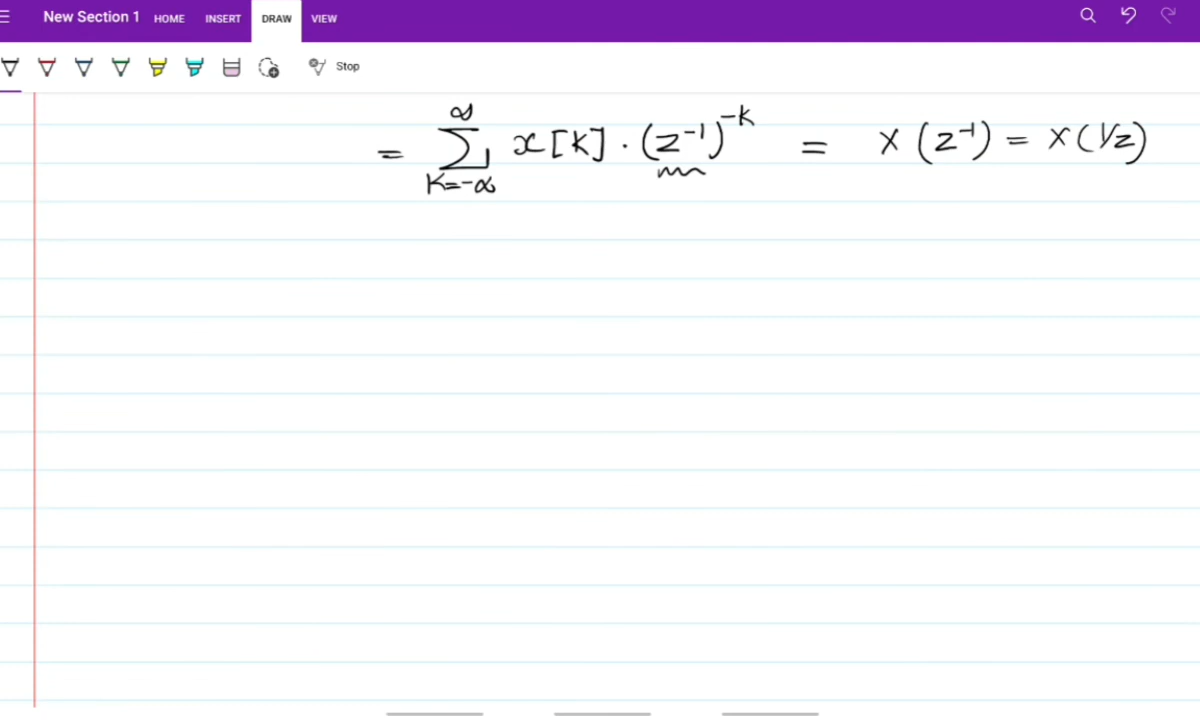 New Section 1 HOME INSERT DRAW VIEW
Stop
= ∑_{K=-∞}^{∞} x[K] · (z⁻¹)^{-K} = X (z⁻¹) = X(1/z)